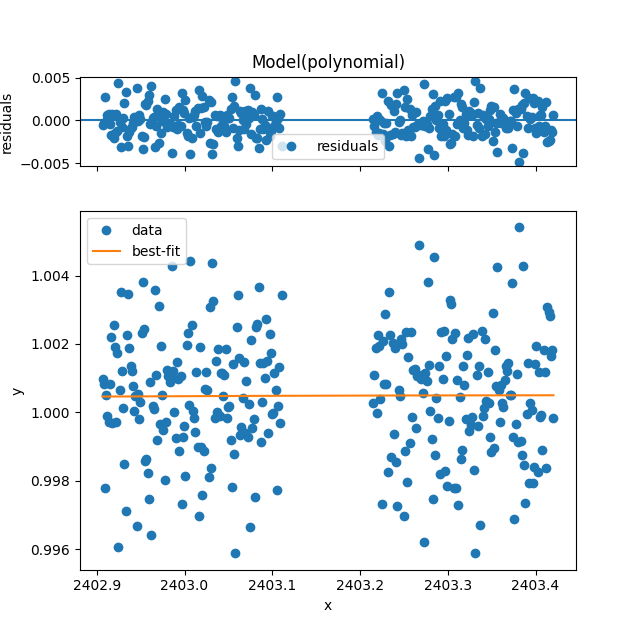 Model(polynomial)
0.005
0.000
−0.005
residuals
residuals
data
best-fit
1.004
1.002
1.000
0.998
0.996
y
2402.9 2403.0 2403.1 2403.2 2403.3 2403.4
x